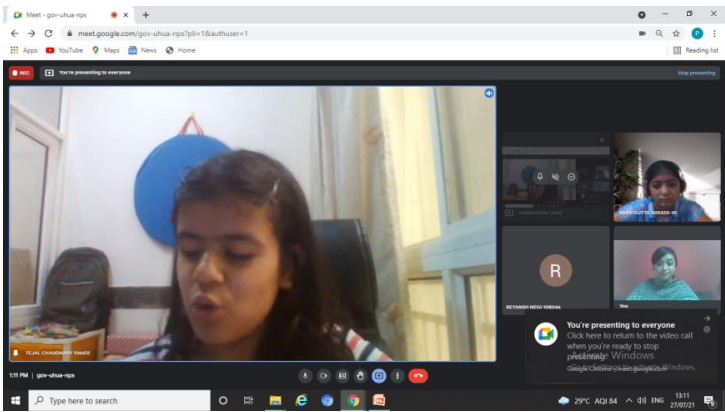 Meet - gov-uhua-nps
meet.google.com/gov-uhua-nps?pli=1&authuser=1
Apps YouTube Maps News Home
Reading list
REC You're presenting to everyone
Stop presenting
REYANSH NEGI
You
TEJAL CHAUDHARY
You're presenting to everyone
Click here to return to the video call
when you're ready to stop
presenting
Activate Windows
1:11 PM | gov-uhua-nps
Type here to search
29°C AQI 84 ENG 13:11
27/07/21